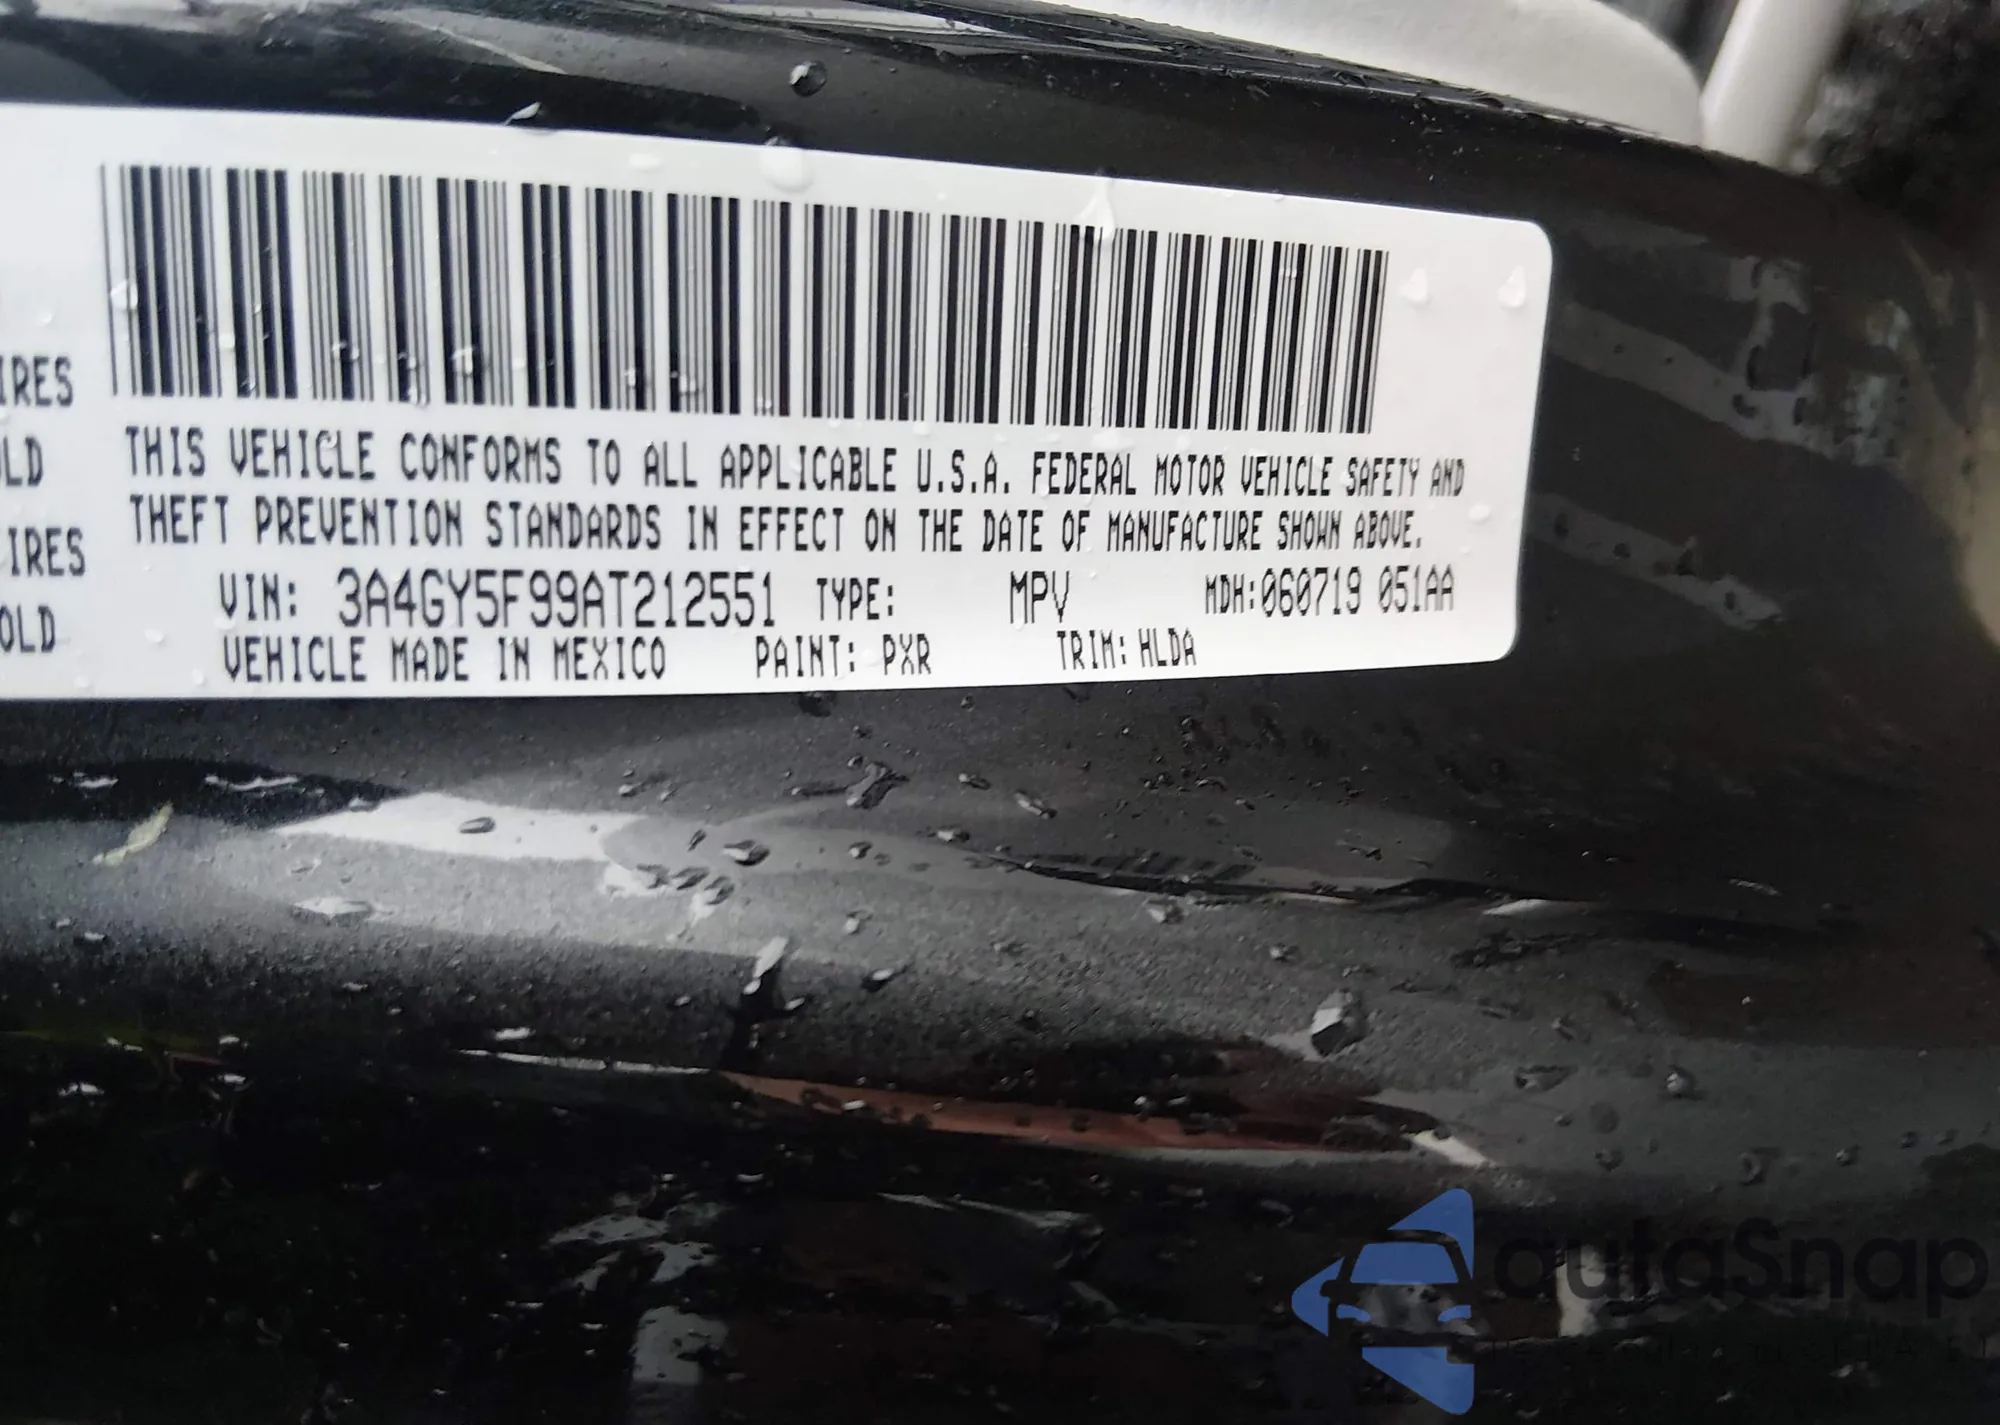 IRES
LD
IRES
OLD
THIS VEHICLE CONFORMS TO ALL APPLICABLE U.S.A. FEDERAL MOTOR VEHICLE SAFETY AND
THEFT PREVENTION STANDARDS IN EFFECT ON THE DATE OF MANUFACTURE SHOWN ABOVE.
VIN: 3A4GY5F99AT212551 TYPE: MPV MDH:060719 051AA
VEHICLE MADE IN MEXICO PAINT: PXR TRIM: HLDA
autaSnap